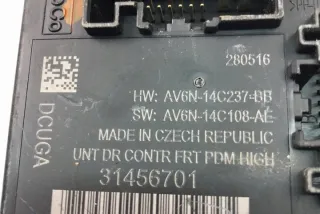 280516
HW: AV6N-14C237-BB
SW: AV6N-14C108-AE
MADE IN CZECH REPUBLIC
UNT DR CONTR FRT PDM HIGH
31456701
DCUGA